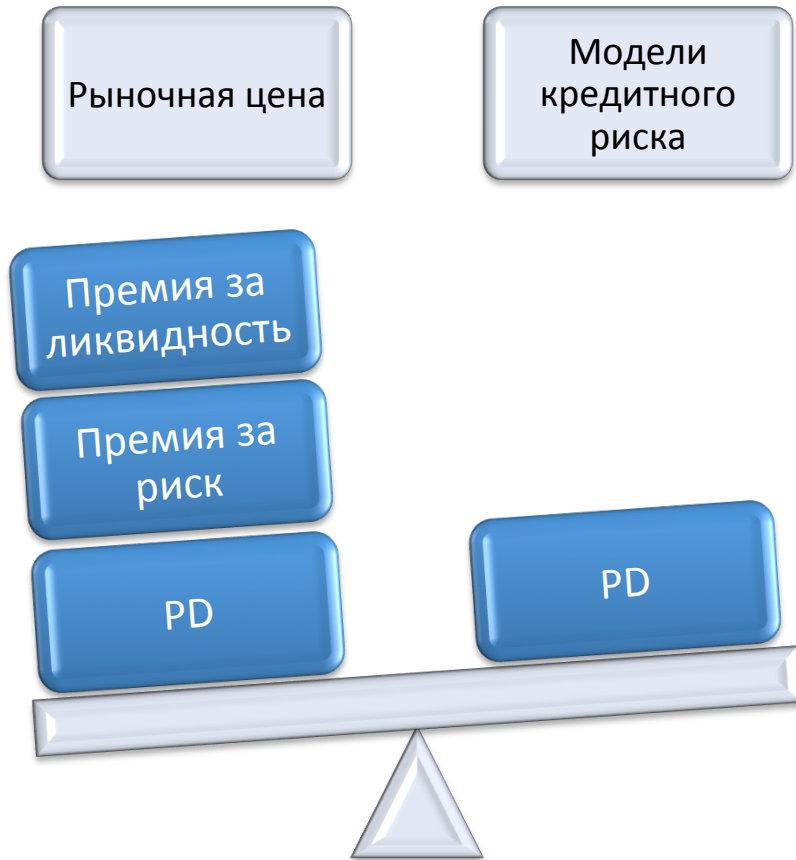 Рыночная цена
Модели
кредитного
риска
Премия за
ликвидность
Премия за
риск
PD
PD